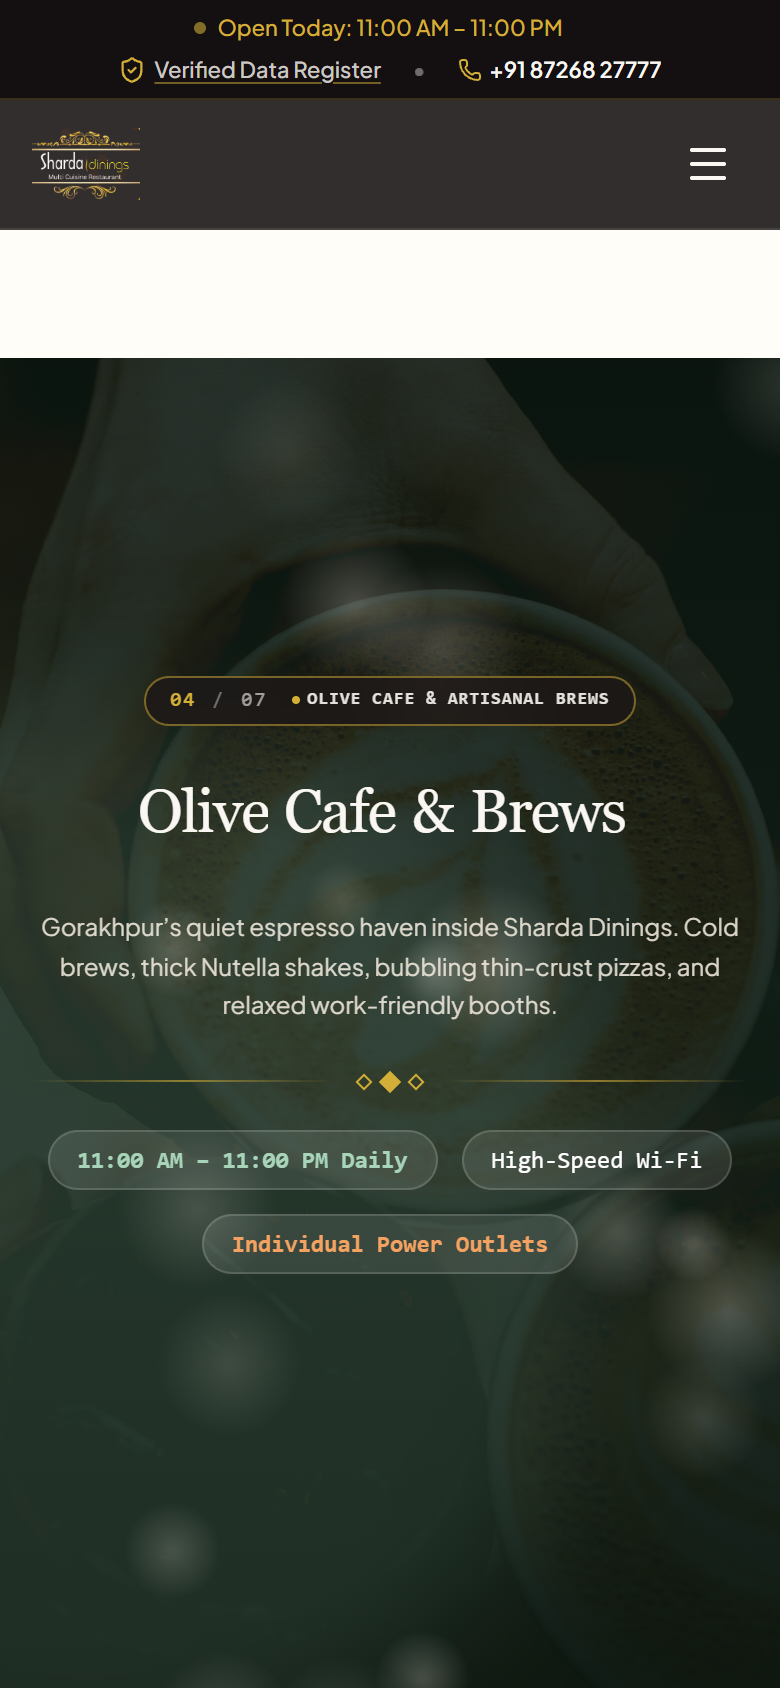 Open Today: 11:00 AM – 11:00 PM
Verified Data Register • +91 87268 27777
Sharda dinings
Multi Cuisine Restaurant
04 / 07 • OLIVE CAFE & ARTISANAL BREWS
Olive Cafe & Brews
Gorakhpur’s quiet espresso haven inside Sharda Dinings. Cold
brews, thick Nutella shakes, bubbling thin-crust pizzas, and
relaxed work-friendly booths.
11:00 AM – 11:00 PM Daily High-Speed Wi-Fi
Individual Power Outlets